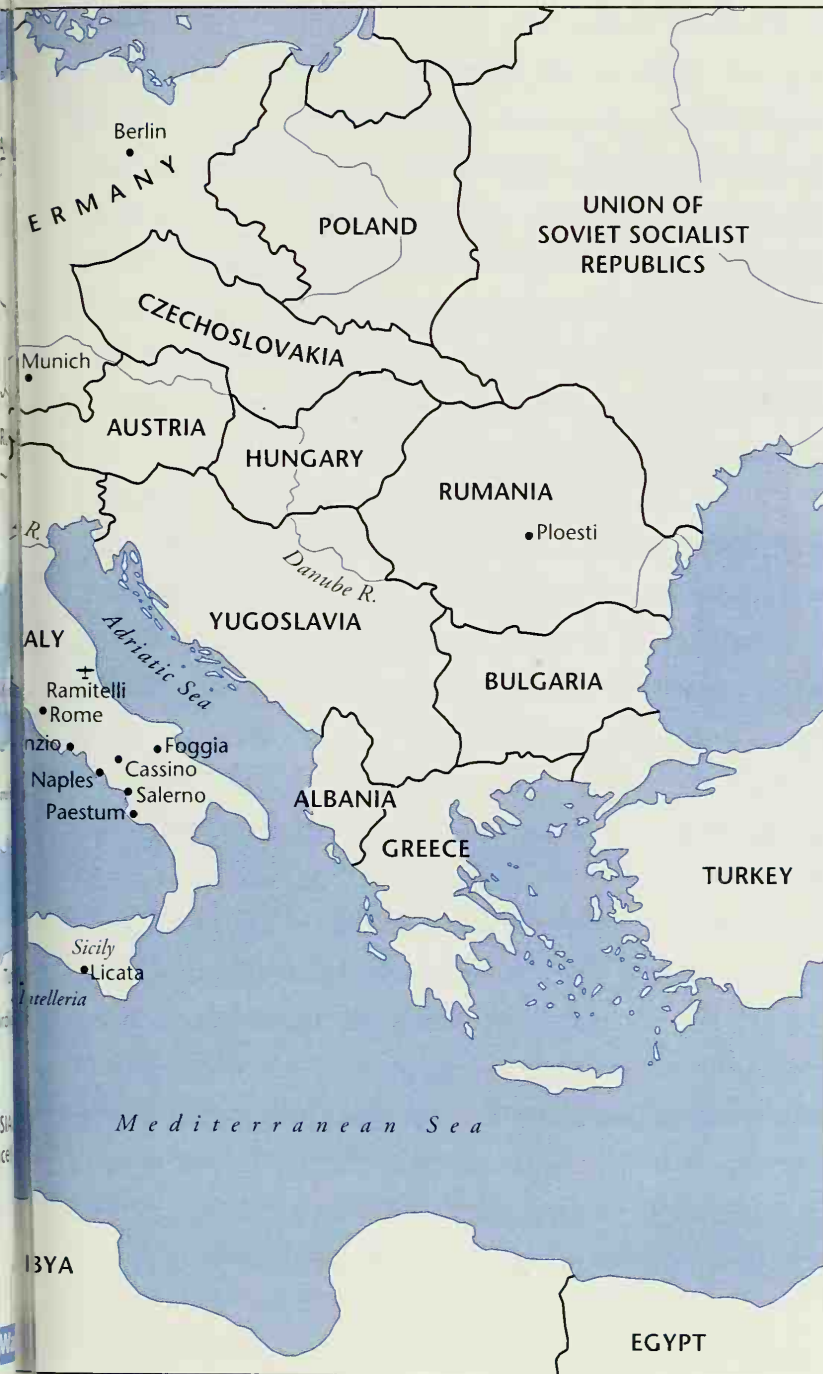 Berlin
ERMANY
POLAND
UNION OF
SOVIET SOCIALIST
REPUBLICS
CZECHOSLOVAKIA
Munich
AUSTRIA
HUNGARY
RUMANIA
Ploesti
R.
Danube R.
YUGOSLAVIA
ALY
Adriatic Sea
Ramitelli
Rome
BULGARIA
nzio
Foggia
Cassino
Naples
Salerno
Paestum
ALBANIA
GREECE
TURKEY
Sicily
Licata
ntelleria
Mediterranean Sea
BYA
EGYPT